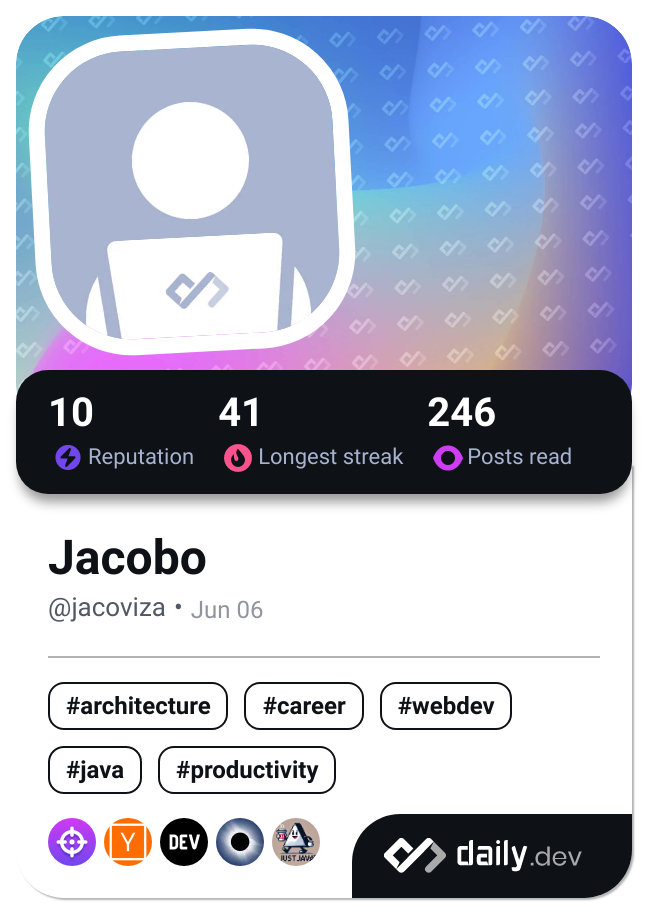 10 41 246
Reputation Longest streak Posts read
Jacobo
@jacoviza • Jun 06
#architecture #career #webdev
#java #productivity
Y DEV JUST JAVA
daily.dev